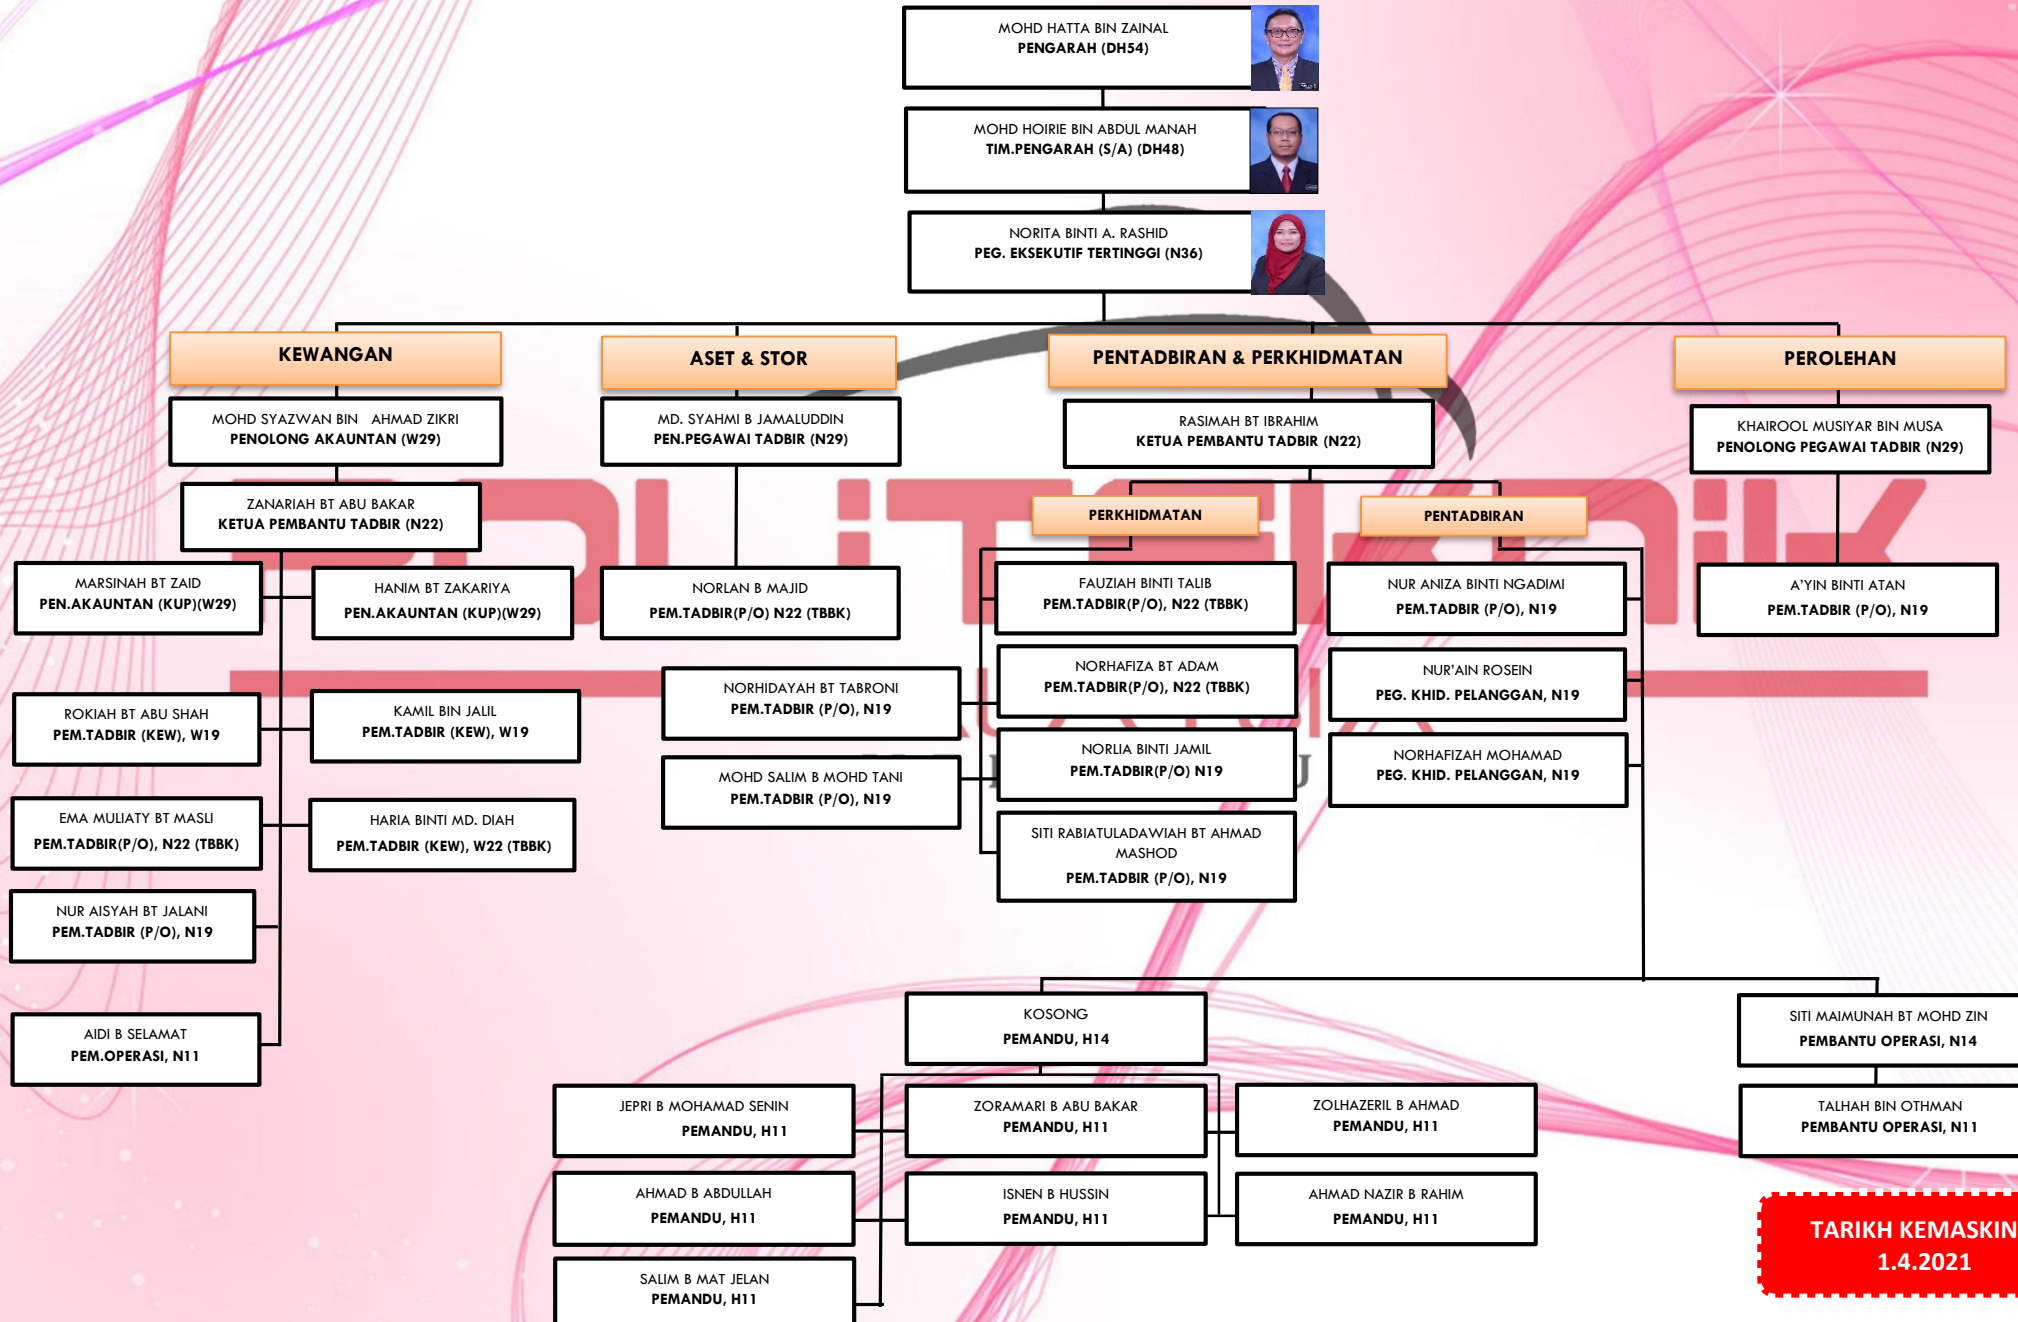 MOHD HATTA BIN ZAINAL
PENGARAH (DH54)
MOHD HOIRIE BIN ABDUL MANAH
TIM.PENGARAH (S/A) (DH48)
NORITA BINTI A. RASHID
PEG. EKSEKUTIF TERTINGGI (N36)
KEWANGAN
MOHD SYAZWAN BIN AHMAD ZIKRI
PENOLONG AKAUNTAN (W29)
ZANARIAH BT ABU BAKAR
KETUA PEMBANTU TADBIR (N22)
MARSINAH BT ZAID
PEN.AKAUNTAN (KUP)(W29)
HANIM BT ZAKARIYA
PEN.AKAUNTAN (KUP)(W29)
ROKIAH BT ABU SHAH
PEM.TADBIR (KEW), W19
KAMIL BIN JALIL
PEM.TADBIR (KEW), W19
EMA MULIATY BT MASLI
PEM.TADBIR(P/O), N22 (TBBK)
HARIA BINTI MD. DIAH
PEM.TADBIR (KEW), W22 (TBBK)
NUR AISYAH BT JALANI
PEM.TADBIR (P/O), N19
AIDI B SELAMAT
PEM.OPERASI, N11
ASET & STOR
MD. SYAHMI B JAMALUDDIN
PEN.PEGAWAI TADBIR (N29)
NORLAN B MAJID
PEM.TADBIR(P/O) N22 (TBBK)
PENTADBIRAN & PERKHIDMATAN
RASIMAH BT IBRAHIM
KETUA PEMBANTU TADBIR (N22)
PERKHIDMATAN
FAUZIAH BINTI TALIB
PEM.TADBIR(P/O), N22 (TBBK)
NORHAFIZA BT ADAM
PEM.TADBIR(P/O), N22 (TBBK)
NORHIDAYAH BT TABRONI
PEM.TADBIR (P/O), N19
NORLIA BINTI JAMIL
PEM.TADBIR(P/O) N19
MOHD SALIM B MOHD TANI
PEM.TADBIR (P/O), N19
SITI RABIATULADAWIAH BT AHMAD
MASHOD
PEM.TADBIR (P/O), N19
PENTADBIRAN
NUR ANIZA BINTI NGADIMI
PEM.TADBIR (P/O), N19
NUR'AIN ROSEIN
PEG. KHID. PELANGGAN, N19
NORHAFIZAH MOHAMAD
PEG. KHID. PELANGGAN, N19
PEROLEHAN
KHAIROOL MUSIYAR BIN MUSA
PENOLONG PEGAWAI TADBIR (N29)
A'YIN BINTI ATAN
PEM.TADBIR (P/O), N19
KOSONG
PEMANDU, H14
JEPRI B MOHAMAD SENIN
PEMANDU, H11
ZORAMARI B ABU BAKAR
PEMANDU, H11
ZOLHAZERIL B AHMAD
PEMANDU, H11
AHMAD B ABDULLAH
PEMANDU, H11
ISNEN B HUSSIN
PEMANDU, H11
AHMAD NAZIR B RAHIM
PEMANDU, H11
SALIM B MAT JELAN
PEMANDU, H11
SITI MAIMUNAH BT MOHD ZIN
PEMBANTU OPERASI, N14
TALHAH BIN OTHMAN
PEMBANTU OPERASI, N11
TARIKH KEMASKIN
1.4.2021